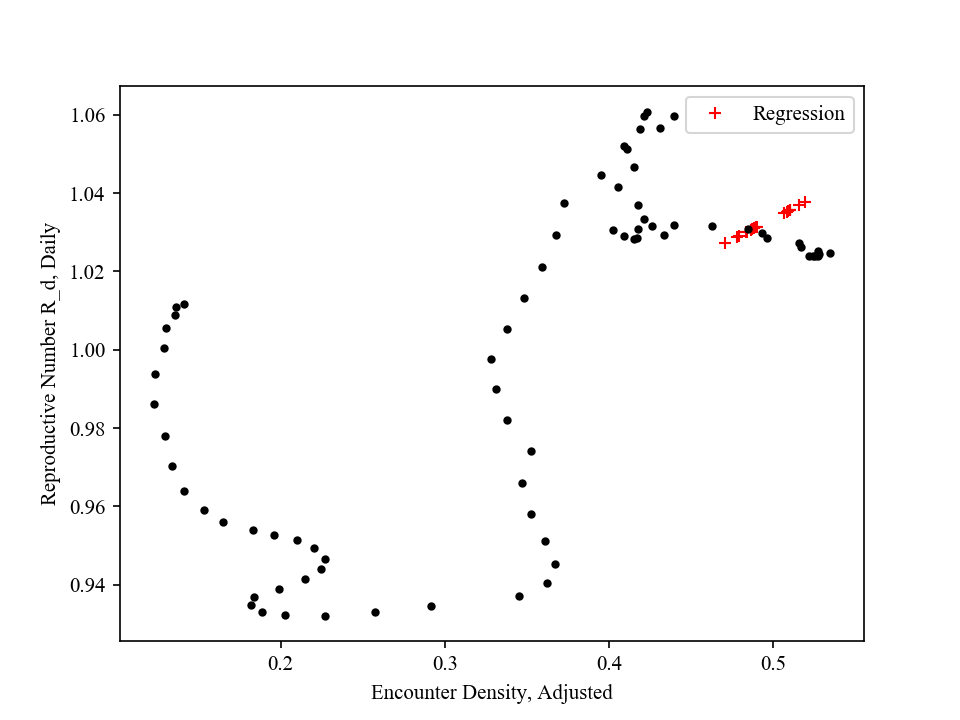 Regression
1.06
1.04
1.02
1.00
0.98
0.96
0.94
Reproductive Number R_d, Daily
0.2 0.3 0.4 0.5
Encounter Density, Adjusted